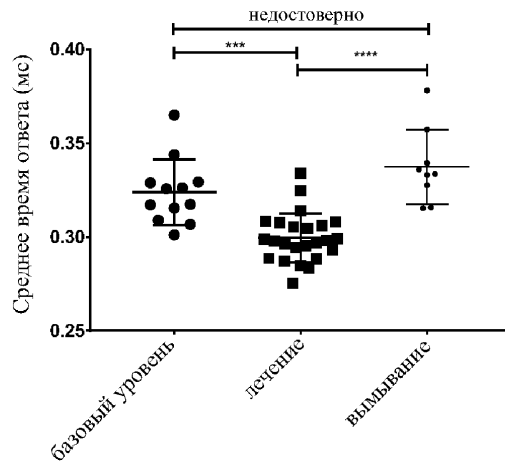 недостоверно
***
****
Среднее время ответа (мс)
0.40
0.35
0.30
0.25
базовый уровень
лечение
вымывание